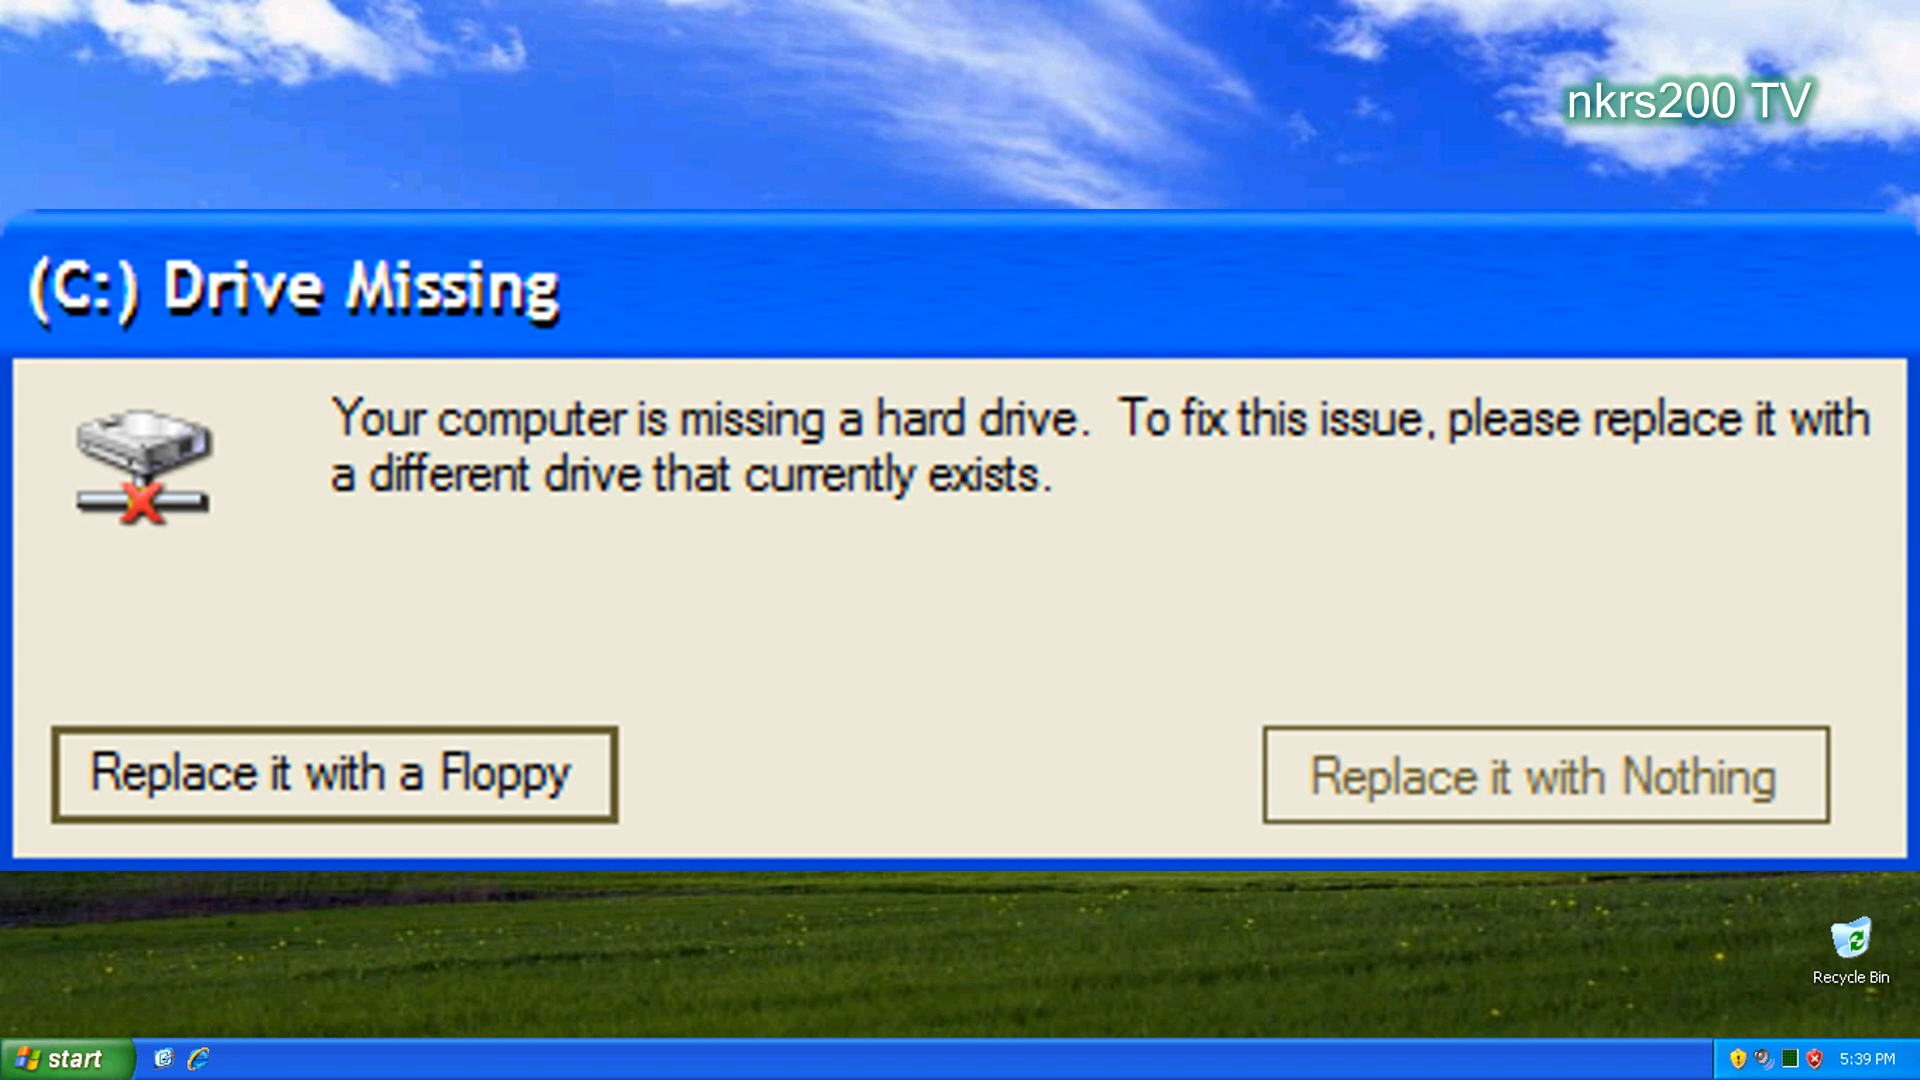 nkrs200 TV
(C:) Drive Missing
Your computer is missing a hard drive.  To fix this issue, please replace it with
a different drive that currently exists.
Replace it with a Floppy
Replace it with Nothing
Recycle Bin
start
5:39 PM